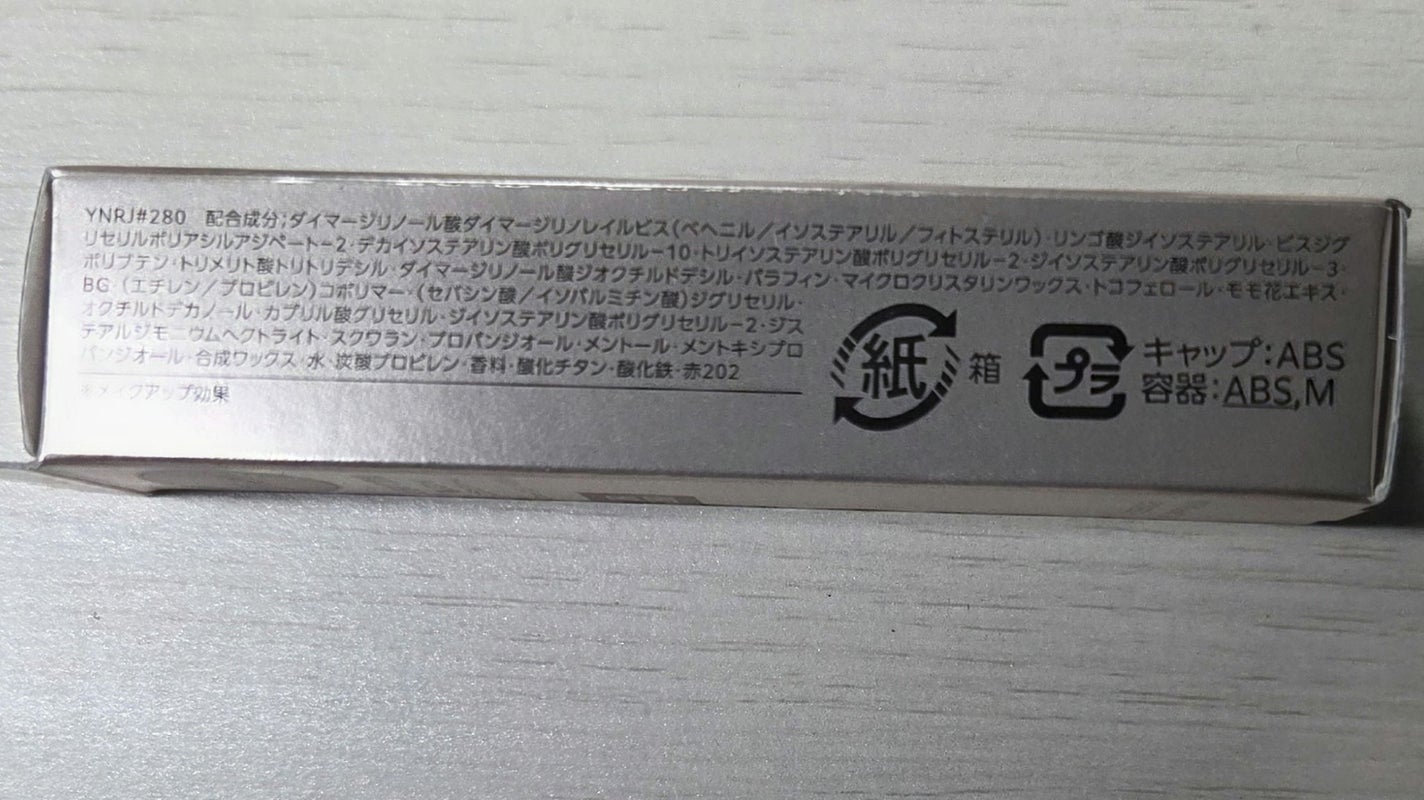 YNRJ#280 配合成分;ダイマージリノール酸ダイマージリノレイルビス(ベヘニル/イソステアリル/フィトステリル)・リンゴ酸ジイソステアリル・ビスジグ
リセリルポリアシルアジペート-2・デカイソステアリン酸ポリグリセリル-10・トリイソステアリン酸ポリグリセリル-2・ジイソステアリン酸ポリグリセリル-3・
ポリブテン・トリメリト酸トリトリデシル・ダイマージリノール酸ジオクチルドデシル・パラフィン・マイクロクリスタリンワックス・トコフェロール・モモ花エキス・
BG・(エチレン/プロピレン)コポリマー・(セバシン酸/イソパルミチン酸)ジグリセリル・
オクチルドデカノール・カプリル酸グリセリル・ジイソステアリン酸ポリグリセリル-2・ジス
テアルジモニウムヘクトライト・スクワラン・プロパンジオール・メントール・メントキシプロ
パンジオール・合成ワックス・水・炭酸プロピレン・香料・酸化チタン・酸化鉄・赤202
※メイクアップ効果
紙 箱
プラ キャップ:ABS
容器:ABS,M